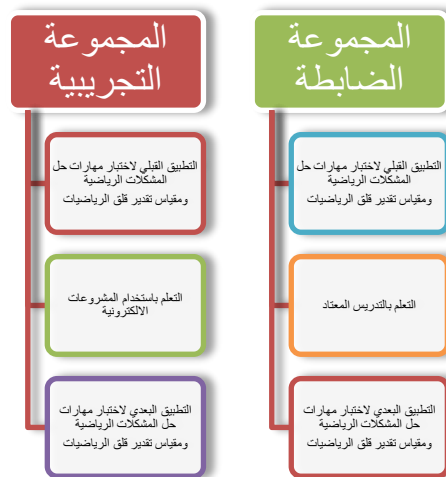 المجموعة
الضابطة
التطبيق القبلي لاختبار مهارات حل
المشكلات الرياضية
ومقياس تقدير قلق الرياضيات
التعلم بالتدريس المعتاد
التطبيق البعدي لاختبار مهارات
حل المشكلات الرياضية
ومقياس تقدير قلق الرياضيات
المجموعة
التجريبية
التطبيق القبلي لاختبار مهارات حل
المشكلات الرياضية
ومقياس تقدير قلق الرياضيات
التعلم باستخدام المشروعات
الالكترونية
التطبيق البعدي لاختبار مهارات
حل المشكلات الرياضية
ومقياس تقدير قلق الرياضيات